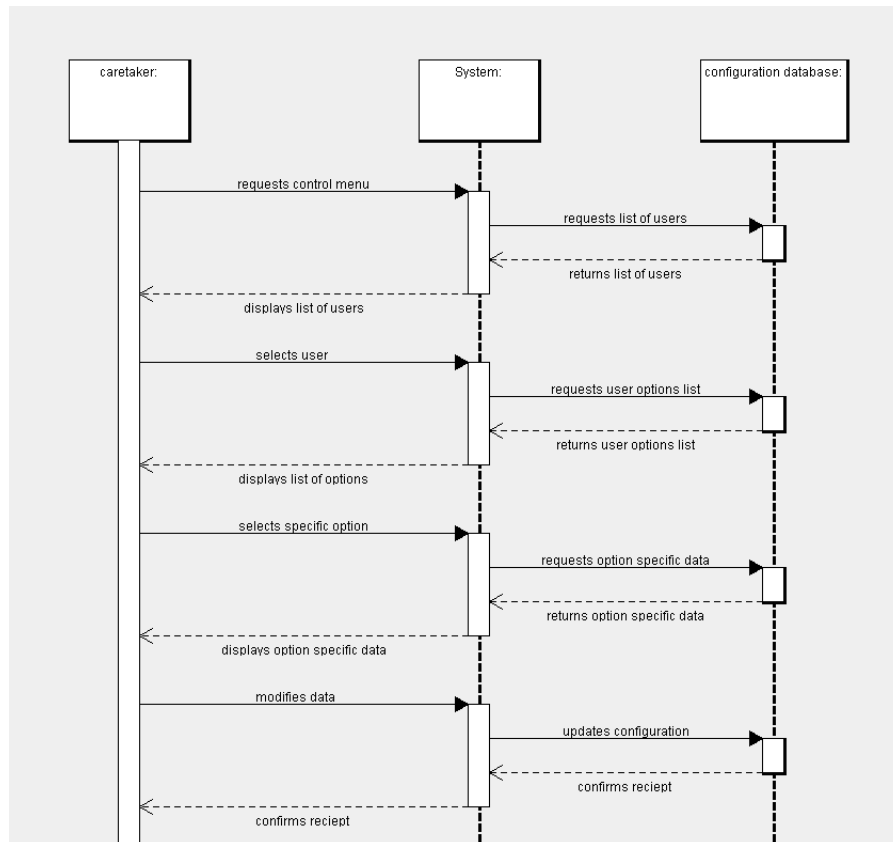 caretaker:
System:
configuration database:
requests control menu
requests list of users
returns list of users
displays list of users
selects user
requests user options list
returns user options list
displays list of options
selects specific option
requests option specific data
returns option specific data
displays option specific data
modifies data
updates configuration
confirms reciept
confirms reciept